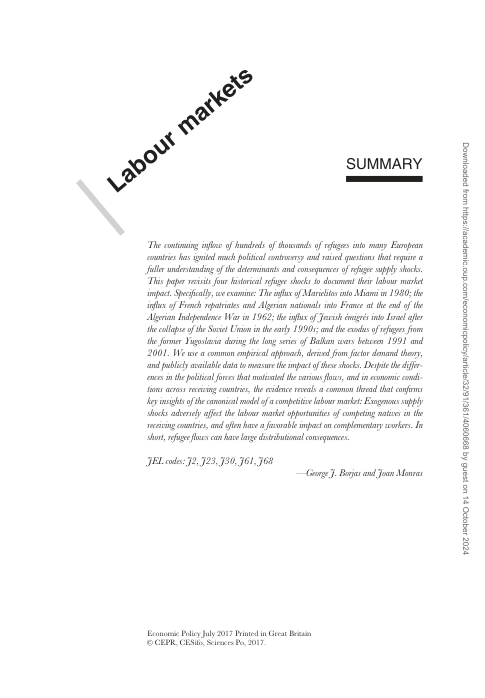 Labour markets
SUMMARY
The continuing inflow of hundreds of thousands of refugees into many European
countries has ignited much political controversy and raised questions that require a
fuller understanding of the determinants and consequences of refugee supply shocks.
This paper revisits four historical refugee shocks to document their labour market
impact. Specifically, we examine: The influx of Marielitos into Miami in 1980; the
influx of French repatriates and Algerian nationals into France at the end of the
Algerian Independence War in 1962; the influx of Jewish émigrés into Israel after
the collapse of the Soviet Union in the early 1990s; and the exodus of refugees from
the former Yugoslavia during the long series of Balkan wars between 1991 and
2001. We use a common empirical approach, derived from factor demand theory,
and publicly available data to measure the impact of these shocks. Despite the differ-
ences in the political forces that motivated the various flows, and in economic condi-
tions across receiving countries, the evidence reveals a common thread that confirms
key insights of the canonical model of a competitive labour market: Exogenous supply
shocks adversely affect the labour market opportunities of competing natives in the
receiving countries, and often have a favorable impact on complementary workers. In
short, refugee flows can have large distributional consequences.
JEL codes: J2, J23, J30, J61, J68
—George J. Borjas and Joan Monras
Economic Policy July 2017 Printed in Great Britain
© CEPR, CESifo, Sciences Po, 2017.
Downloaded from https://academic.oup.com/economicpolicy/article/32/91/361/4060668 by guest on 14 October 2024